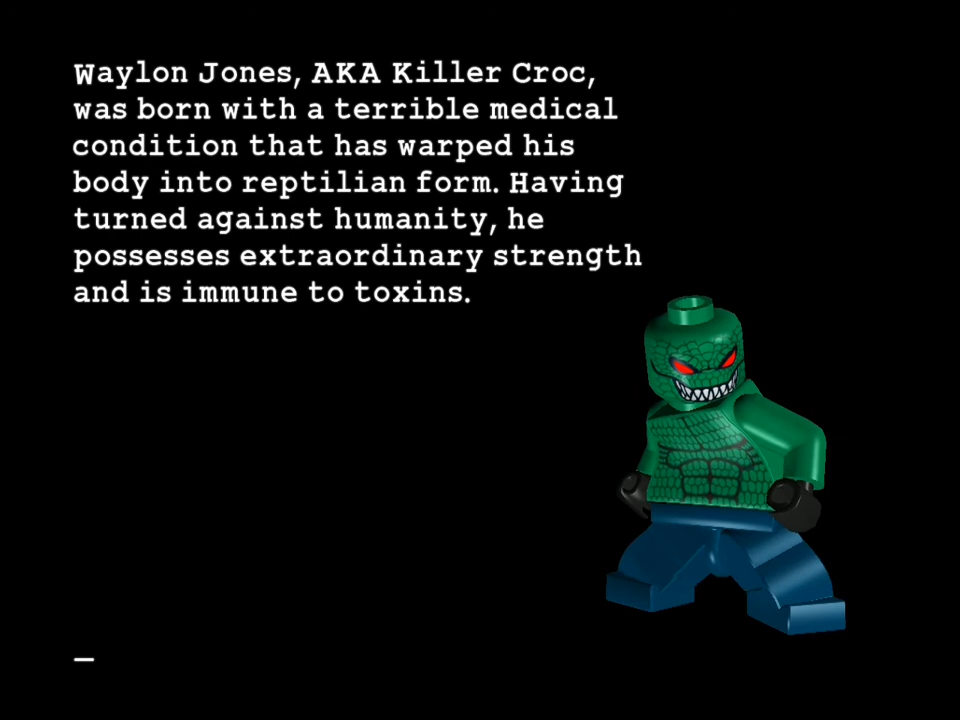 Waylon Jones, AKA Killer Croc,
was born with a terrible medical
condition that has warped his
body into reptilian form. Having
turned against humanity, he
possesses extraordinary strength
and is immune to toxins.
_